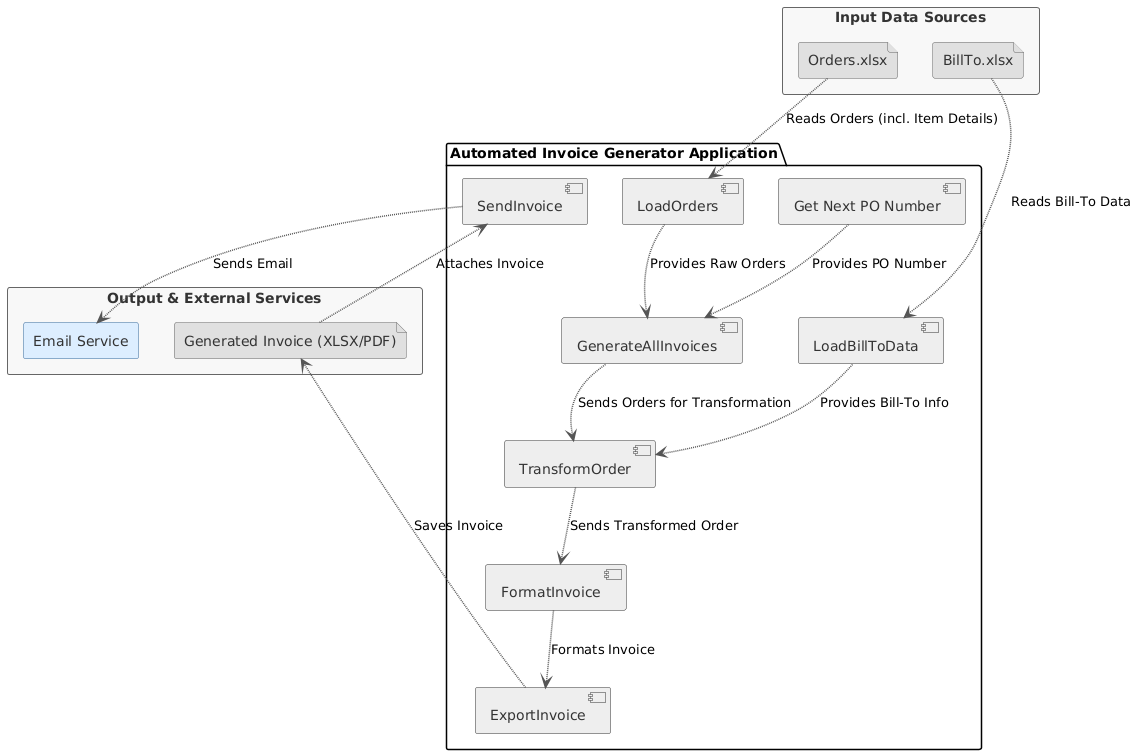 Input Data Sources
Orders.xlsx
BillTo.xlsx
Reads Orders (incl. Item Details)
Automated Invoice Generator Application
SendInvoice
LoadOrders
Get Next PO Number
Reads Bill-To Data
Sends Email
Attaches Invoice
Provides Raw Orders
Provides PO Number
Output & External Services
Email Service
Generated Invoice (XLSX/PDF)
GenerateAllInvoices
LoadBillToData
Sends Orders for Transformation
Provides Bill-To Info
TransformOrder
Saves Invoice
Sends Transformed Order
FormatInvoice
Formats Invoice
ExportInvoice